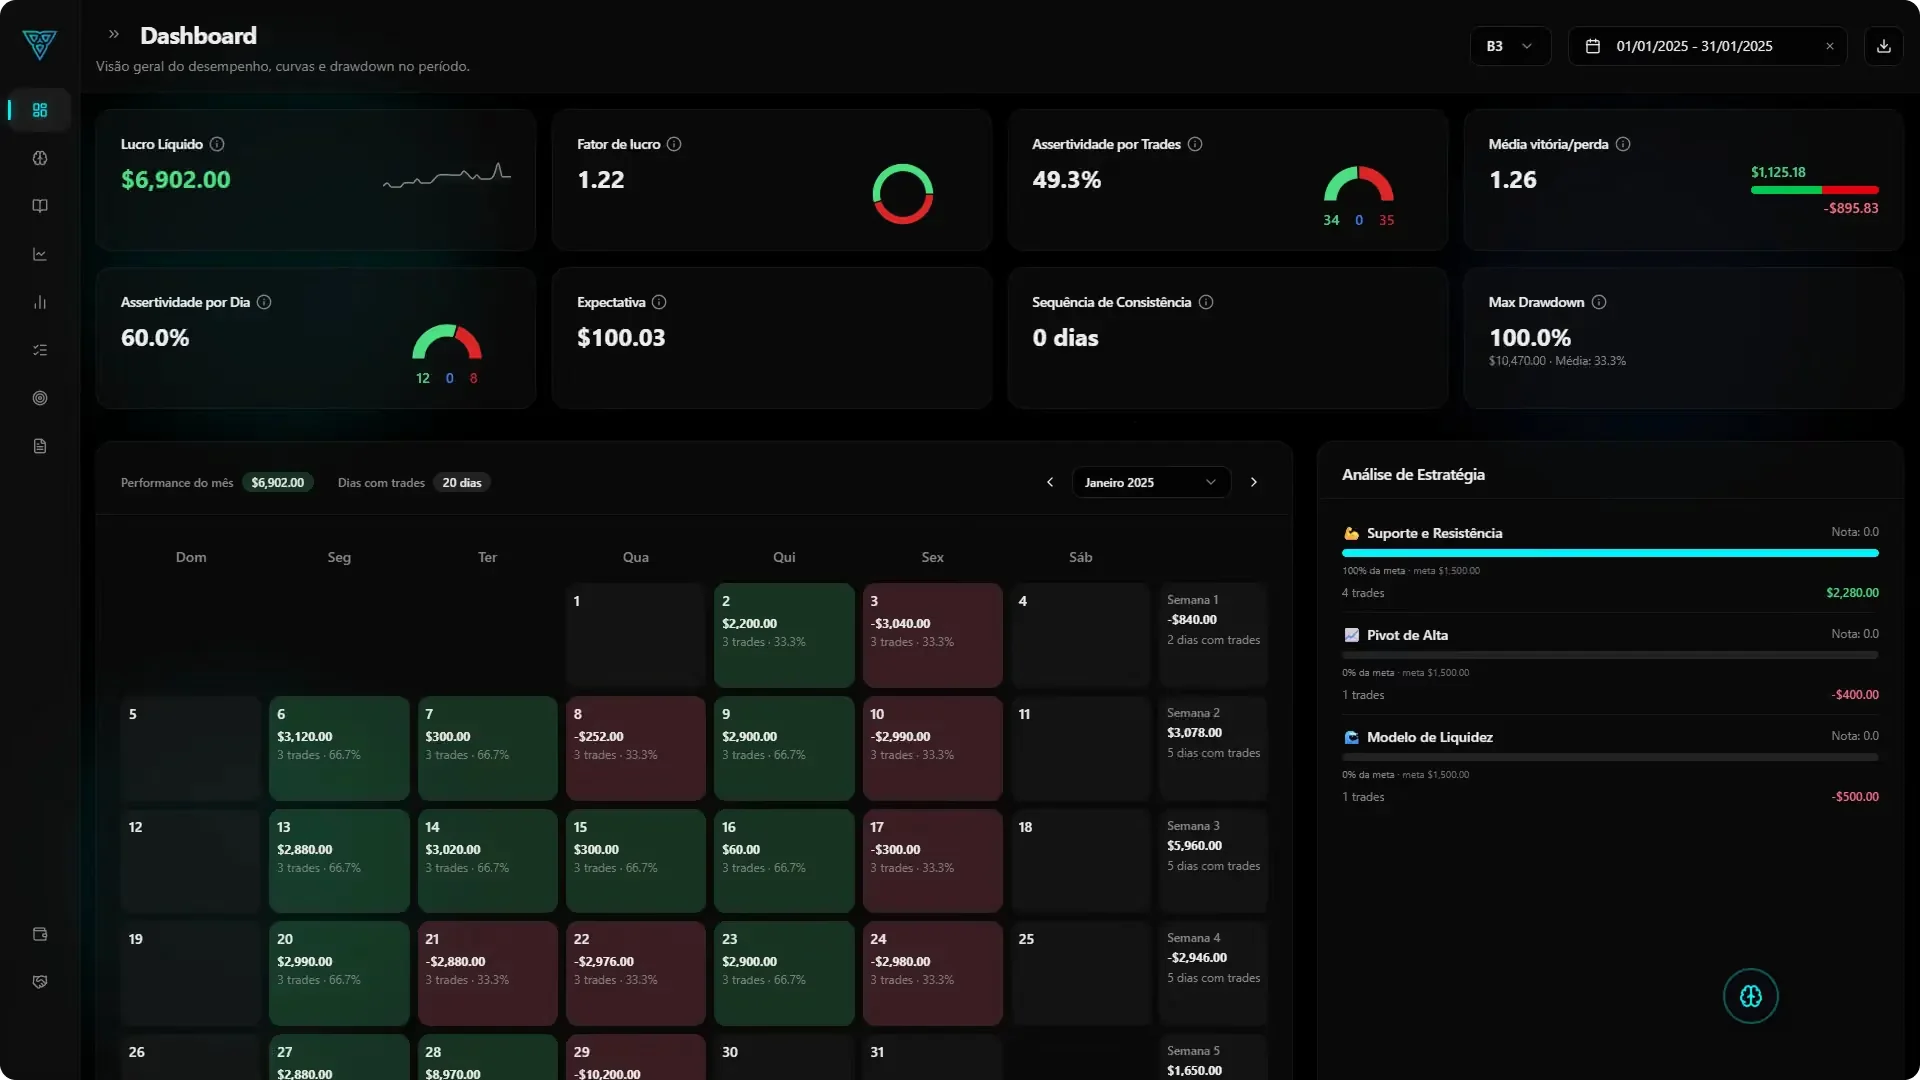 Dashboard
Visão geral do desempenho, curvas e drawdown no período.
B3
01/01/2025 - 31/01/2025
Lucro Líquido
$6,902.00
Fator de lucro
1.22
Assertividade por Trades
49.3%
34 0 35
Média vitória/perda
1.26
$1,125.18
-$895.83
Assertividade por Dia
60.0%
12 0 8
Expectativa
$100.03
Sequência de Consistência
0 dias
Max Drawdown
100.0%
$10,470.00 · Média: 33.3%
Performance do mês $6,902.00 Dias com trades 20 dias
Janeiro 2025
Dom Seg Ter Qua Qui Sex Sáb
1
2
$2,200.00
3 trades · 33.3%
3
-$3,040.00
3 trades · 33.3%
4
Semana 1
-$840.00
2 dias com trades
5
6
$3,120.00
3 trades · 66.7%
7
$300.00
3 trades · 66.7%
8
-$252.00
3 trades · 33.3%
9
$2,900.00
3 trades · 66.7%
10
-$2,990.00
3 trades · 33.3%
11
Semana 2
$3,078.00
5 dias com trades
12
13
$2,880.00
3 trades · 66.7%
14
$3,020.00
3 trades · 66.7%
15
$300.00
3 trades · 66.7%
16
$60.00
3 trades · 66.7%
17
-$300.00
3 trades · 33.3%
18
Semana 3
$5,960.00
5 dias com trades
19
20
$2,990.00
3 trades · 66.7%
21
-$2,880.00
3 trades · 33.3%
22
-$2,976.00
3 trades · 33.3%
23
$2,900.00
3 trades · 66.7%
24
-$2,980.00
3 trades · 33.3%
25
Semana 4
-$2,946.00
5 dias com trades
26
27
$2,880.00
28
$8,970.00
29
-$10,200.00
30
31
Semana 5
$1,650.00
Análise de Estratégia
Suporte e Resistência
Nota: 0.0
100% da meta · meta $1,500.00
4 trades
$2,280.00
Pivot de Alta
Nota: 0.0
0% da meta · meta $1,500.00
1 trades
-$400.00
Modelo de Liquidez
Nota: 0.0
0% da meta · meta $1,500.00
1 trades
-$500.00